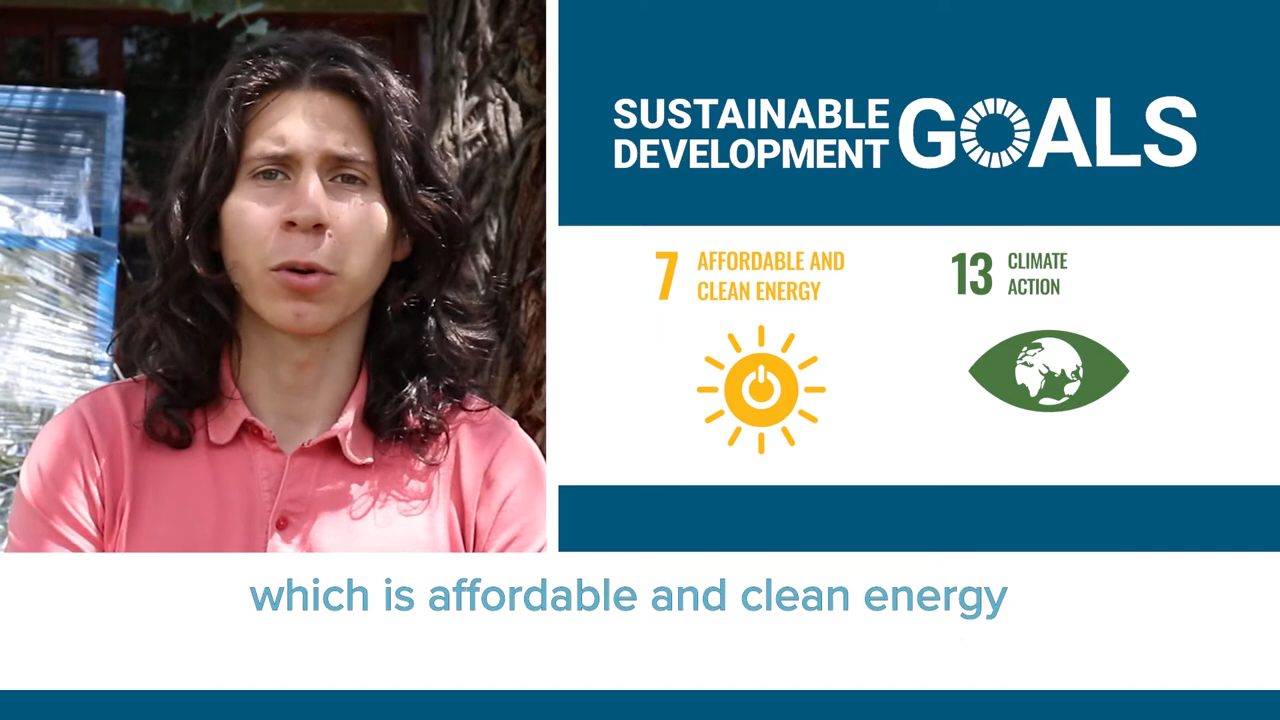 SUSTAINABLE
DEVELOPMENT
GOALS
7
AFFORDABLE AND
CLEAN ENERGY
13
CLIMATE
ACTION
which is affordable and clean energy